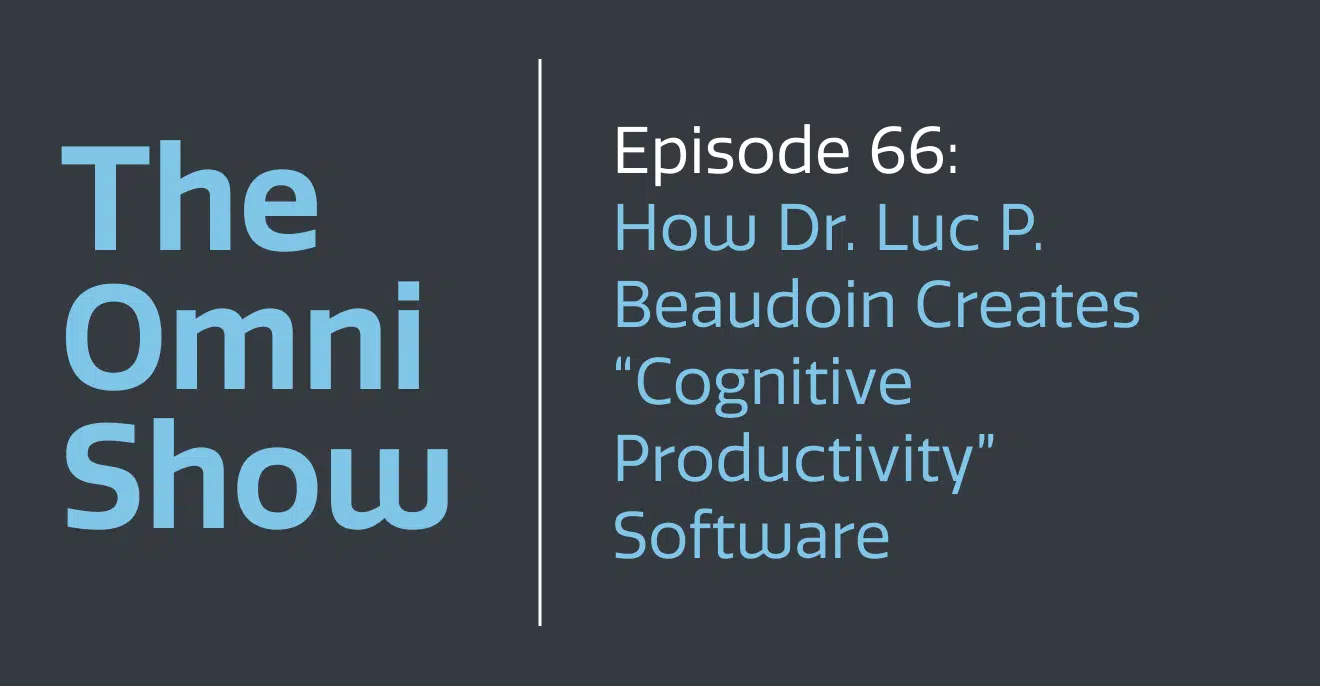 The
Omni
Show
Episode 66:
How Dr. Luc P.
Beaudoin Creates
“Cognitive
Productivity”
Software